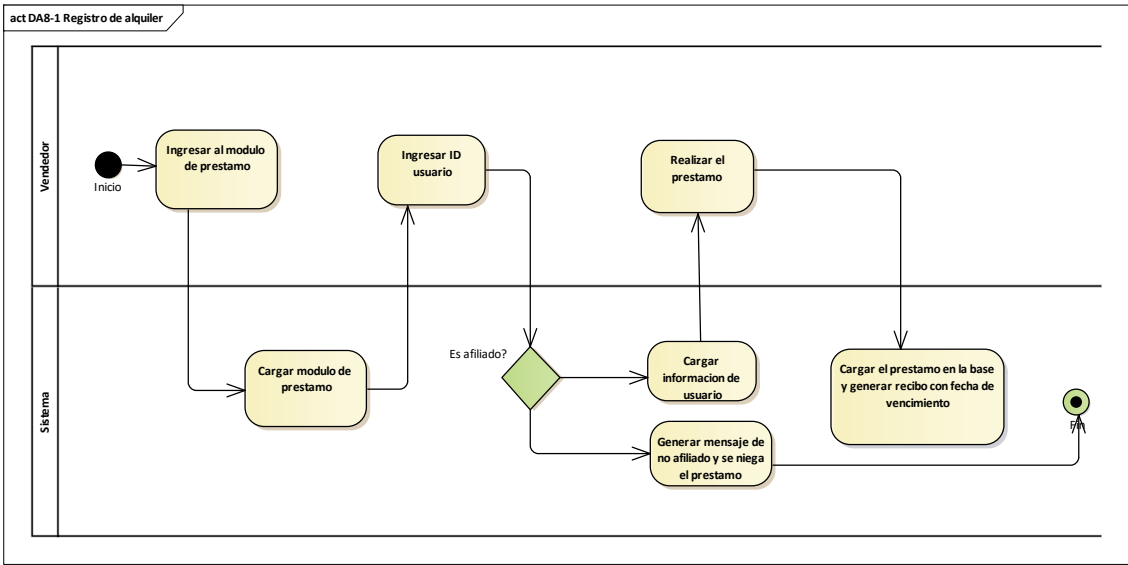 act DA8-1 Registro de alquiler
Vendedor
Inicio
Ingresar al modulo
de prestamo
Ingresar ID
usuario
Realizar el
prestamo
Sistema
Cargar modulo de
prestamo
Es afiliado?
Cargar
informacion de
usuario
Generar mensaje de
no afiliado y se niega
el prestamo
Cargar el prestamo en la base
y generar recibo con fecha de
vencimiento
Fin